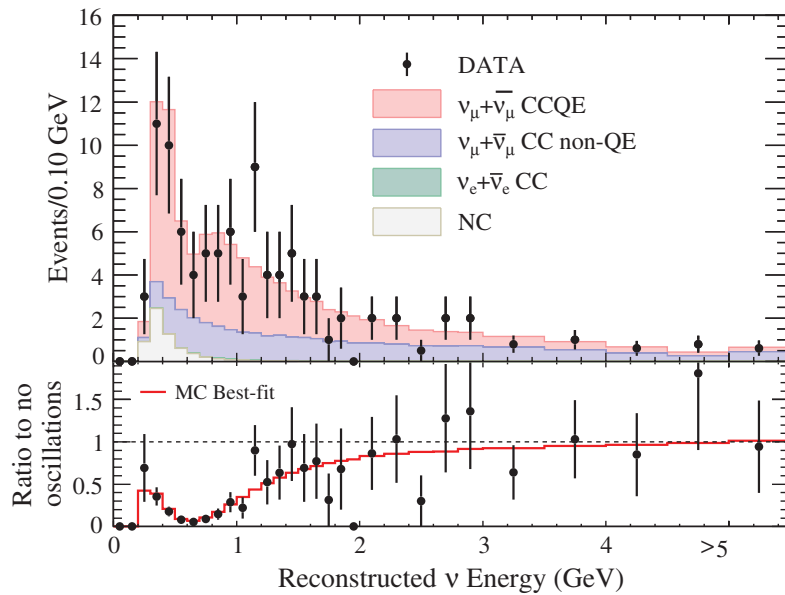 16
14
12
10
8
6
4
2
0
Events/0.10 GeV
DATA
νμ+ν̅μ CCQE
νμ+ν̅μ CC non-QE
νe+ν̅e CC
NC
1.5
1
0.5
0
Ratio to no
oscillations
MC Best-fit
0 1 2 3 4 >5
Reconstructed ν Energy (GeV)